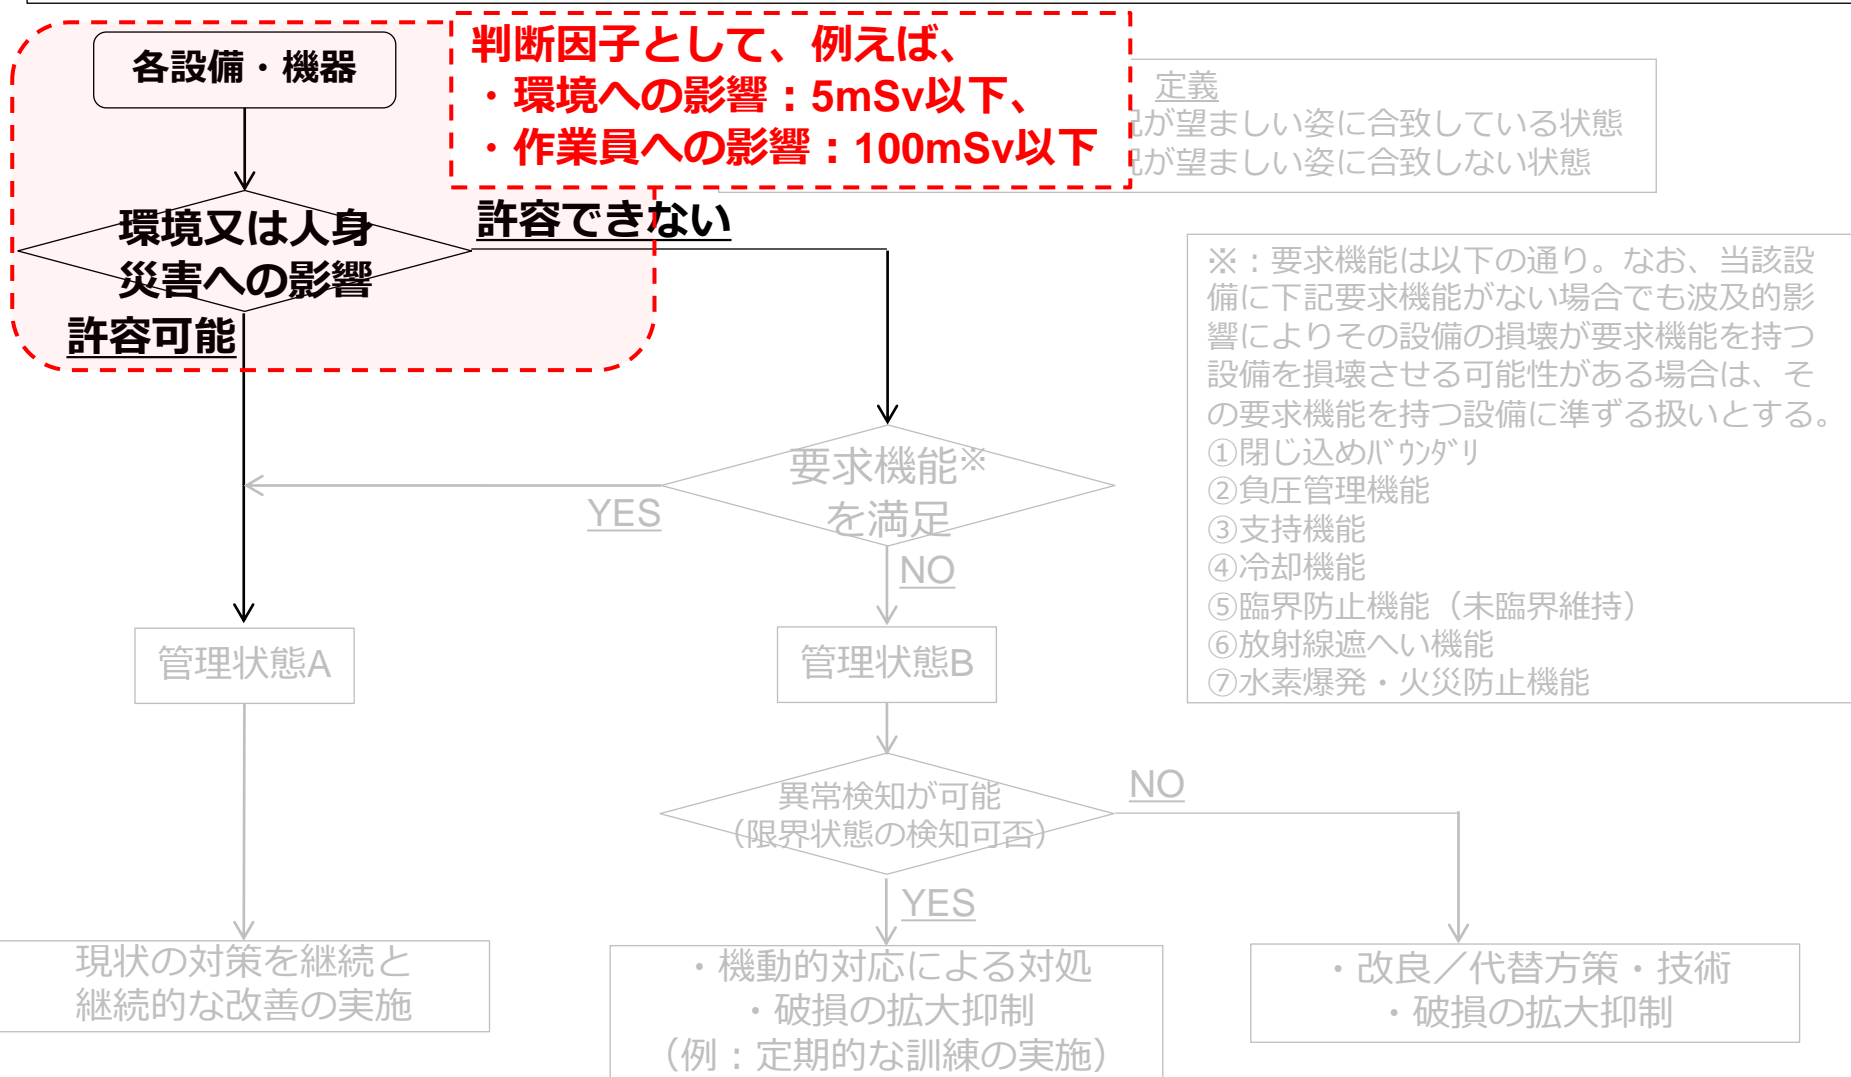 各設備・機器
判断因子として、例えば、
・環境への影響：5mSv以下、
・作業員への影響：100mSv以下
定義
が望ましい姿に合致している状態
が望ましい姿に合致しない状態
環境又は人身
災害への影響
許容できない
許容可能
※：要求機能は以下の通り。なお、当該設
備に下記要求機能がない場合でも波及的影
響によりその設備の損壊が要求機能を持つ
設備を損壊させる可能性がある場合は、そ
の要求機能を持つ設備に準ずる扱いとする。
①閉じ込めﾊﾞｳﾝﾀﾞﾘ
②負圧管理機能
③支持機能
④冷却機能
⑤臨界防止機能（未臨界維持）
⑥放射線遮へい機能
⑦水素爆発・火災防止機能
要求機能※
を満足
YES
NO
管理状態A
管理状態B
異常検知が可能
（限界状態の検知可否）
NO
YES
現状の対策を継続と
継続的な改善の実施
・機動的対応による対処
・破損の拡大抑制
（例：定期的な訓練の実施）
・改良／代替方策・技術
・破損の拡大抑制